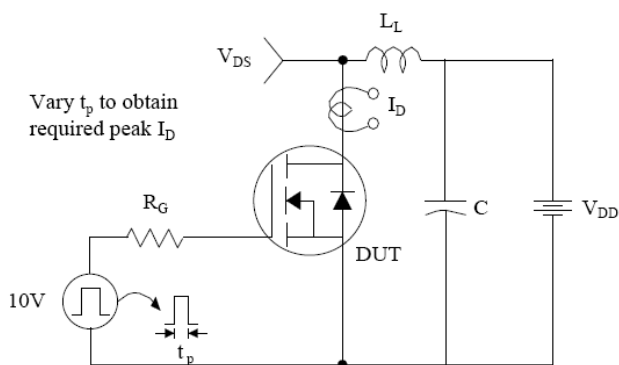 L_L
V_DS
Vary t_p to obtain
required peak I_D
I_D
R_G
C
V_DD
DUT
10V
t_p